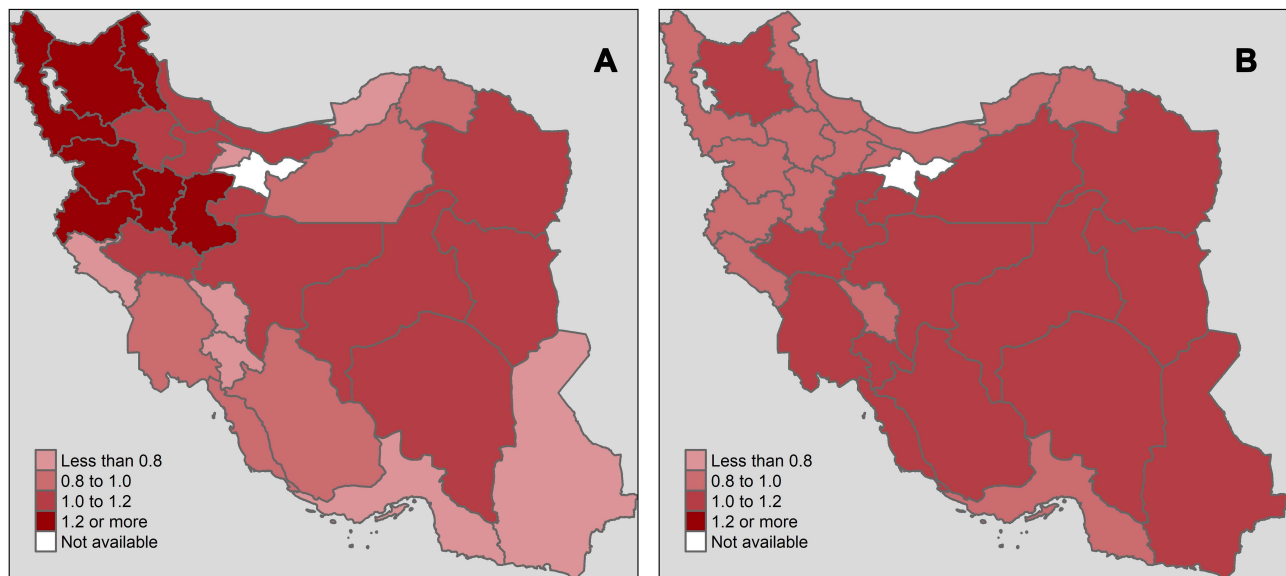 A
Less than 0.8
0.8 to 1.0
1.0 to 1.2
1.2 or more
Not available
B
Less than 0.8
0.8 to 1.0
1.0 to 1.2
1.2 or more
Not available